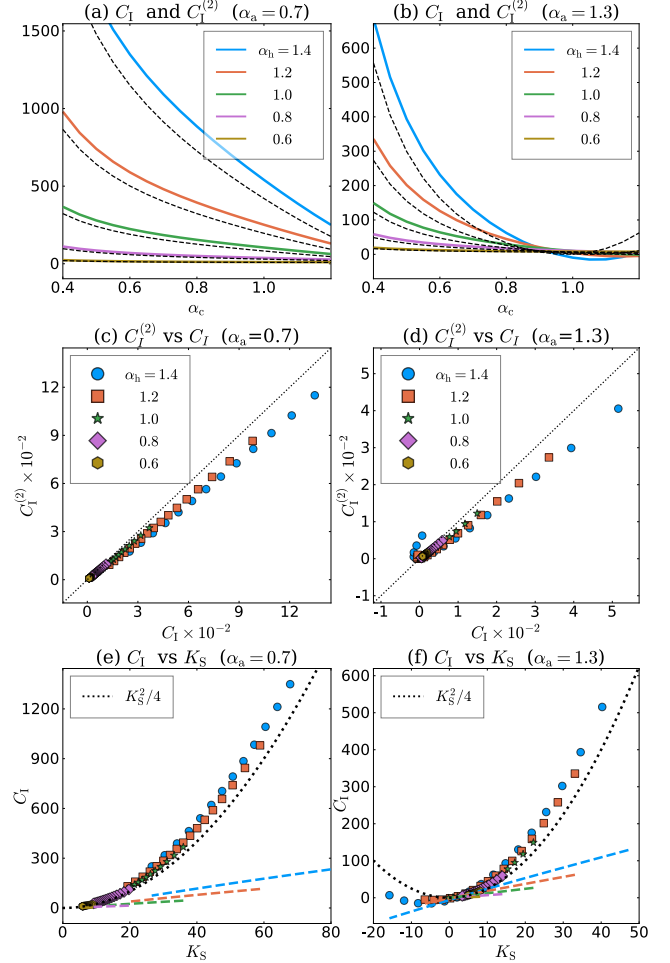 (a) C_I and C_I^(2) (α_a = 0.7)
1500
1000
500
0
0.4 0.6 0.8 1.0
α_c
α_h = 1.4
1.2
1.0
0.8
0.6
(b) C_I and C_I^(2) (α_a = 1.3)
600
500
400
300
200
100
0
0.4 0.6 0.8 1.0
α_c
α_h = 1.4
1.2
1.0
0.8
0.6
(c) C_I^(2) vs C_I (α_a=0.7)
C_I^(2) × 10^−2
12
9
6
3
0
0 3 6 9 12
C_I × 10^−2
α_h = 1.4
1.2
1.0
0.8
0.6
(d) C_I^(2) vs C_I (α_a=1.3)
C_I^(2) × 10^−2
5
4
3
2
1
0
-1
-1 0 1 2 3 4 5
C_I × 10^−2
α_h = 1.4
1.2
1.0
0.8
0.6
(e) C_I vs K_S (α_a = 0.7)
C_I
1200
900
600
300
0
0 20 40 60 80
K_S
K_S^2/4
(f) C_I vs K_S (α_a = 1.3)
C_I
600
500
400
300
200
100
0
-100
−20 −10 0 10 20 30 40 50
K_S
K_S^2/4